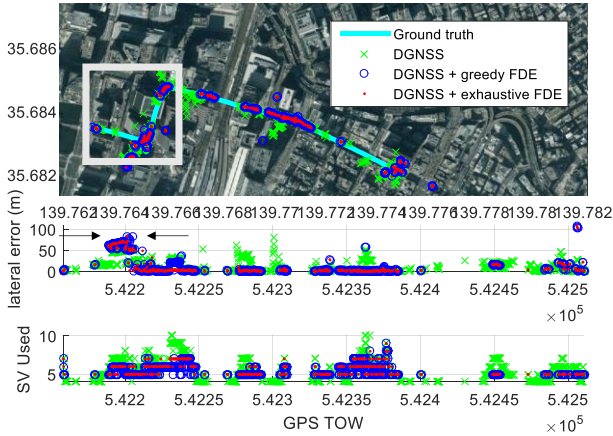 35.686
35.684
35.682
Ground truth
DGNSS
DGNSS + greedy FDE
DGNSS + exhaustive FDE
139.762 139.764 139.766 139.768 139.771 139.772 139.774 139.776 139.778 139.78 139.782
lateral error (m)
100
50
0
5.422 5.4225 5.423 5.4235 5.424 5.4245 5.425
× 10⁵
SV Used
10
5
5.422 5.4225 5.423 5.4235 5.424 5.4245 5.425
GPS TOW
× 10⁵